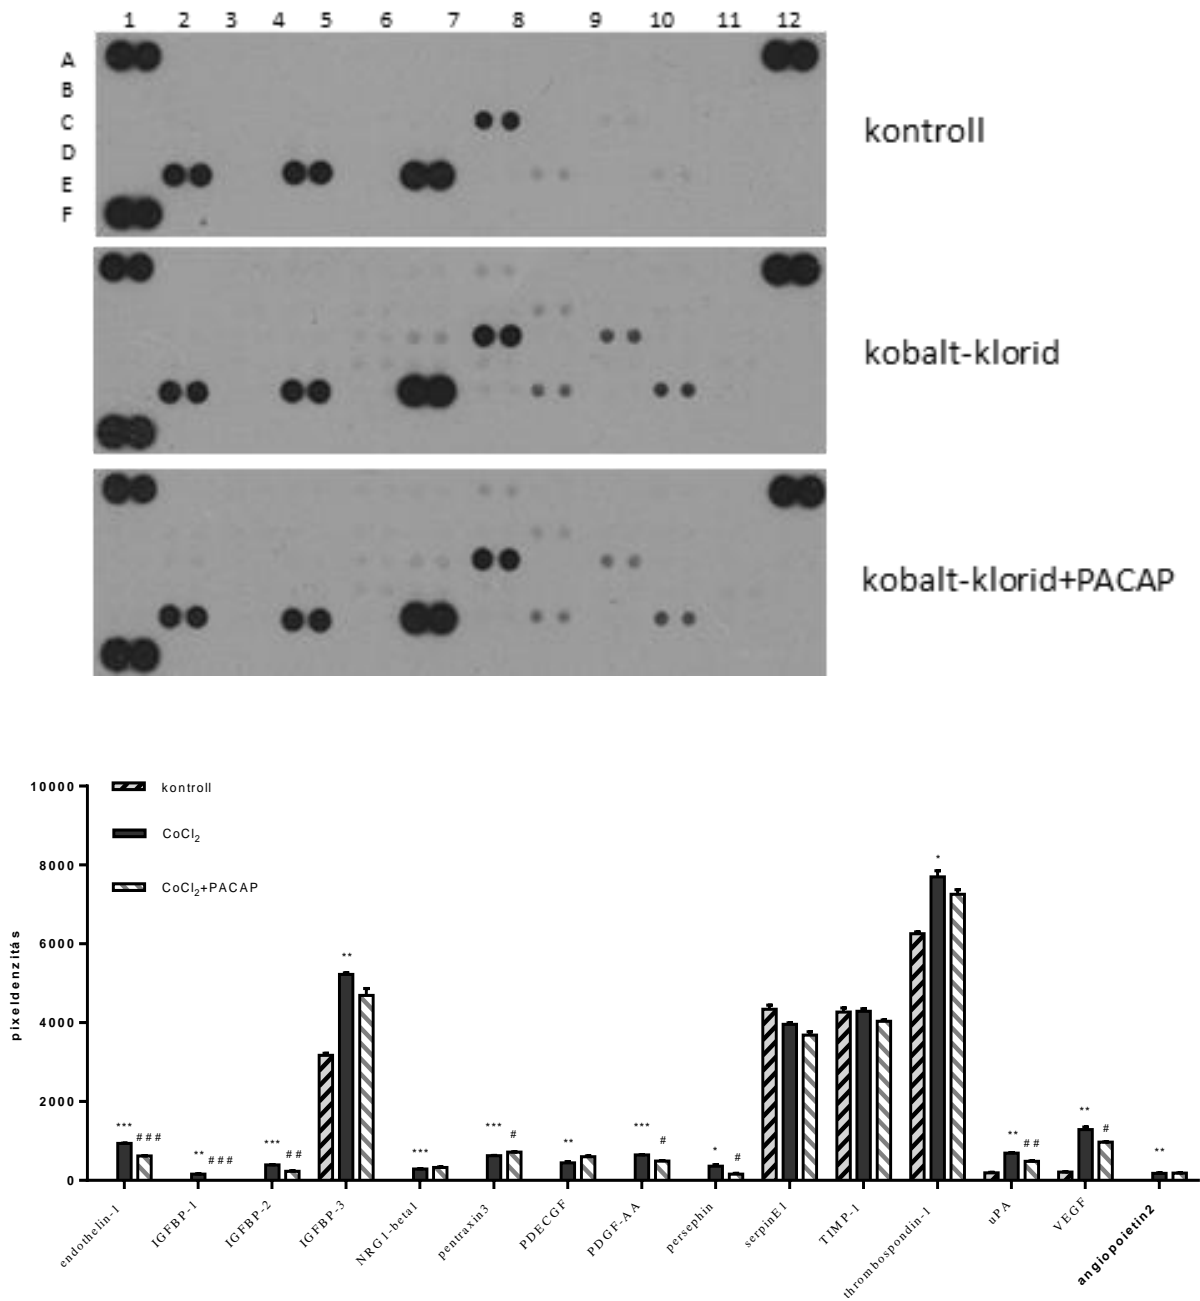 1 2 3 4 5 6 7 8 9 10 11 12
A
B
C
D
E
F
kontroll
kobalt-klorid
kobalt-klorid+PACAP
10000
8000
6000
4000
2000
0
pixeldenzitás
kontroll
CoCl2
CoCl2+PACAP
*** ###
** ###
*** ##
**
***
*** #
**
*** #
* #
*
** ##
** #
**
endothelin-1
IGFBP-1
IGFBP-2
IGFBP-3
NRG1-beta1
pentraxin3
PDECGF
PDGF-AA
persephin
serpinE1
TIMP-1
thrombospondin-1
uPA
VEGF
angiopoietin2